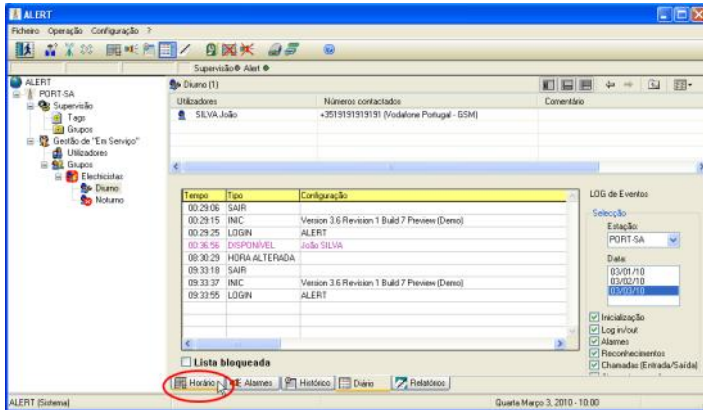 ALERT
Ficheiro Operação Configuração ?
Supervisão Alert
ALERT
PORT-SA
Supervisão
Tags
Grupos
Gestão de "Em Serviço"
Utilizadores
Grupos
Electricistas
Diurno
Noturno
Diurno (1)
Utilizadores Números contactados Comentário
SILVA João +3519191919191 (Vodafone Portugal - GSM)
Tempo Tipo Configuração
00:29:06 SAIR
00:29:15 INIC Version 3.6 Revision 1 Build 7 Preview (Demo)
00:29:25 LOGIN ALERT
00:36:56 DISPONÍVEL João SILVA
08:30:29 HORA ALTERADA
09:33:18 SAIR
09:33:37 INIC Version 3.6 Revision 1 Build 7 Preview (Demo)
09:33:55 LOGIN ALERT
LOG de Eventos
Selecção
Estação:
PORT-SA
Data:
03/01/10
03/02/10
03/03/10
Inicialização
Log in/out
Alarmes
Reconhecimentos
Chamadas (Entrada/Saída)
Lista bloqueada
Horário Alarmes Histórico Diário Relatórios
ALERT (Sistema) Quarta Março 3, 2010 - 10:00